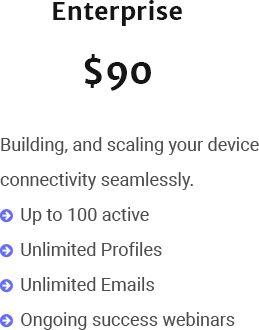 Enterprise
$90
Building, and scaling your device
connectivity seamlessly.
Up to 100 active
Unlimited Profiles
Unlimited Emails
Ongoing success webinars